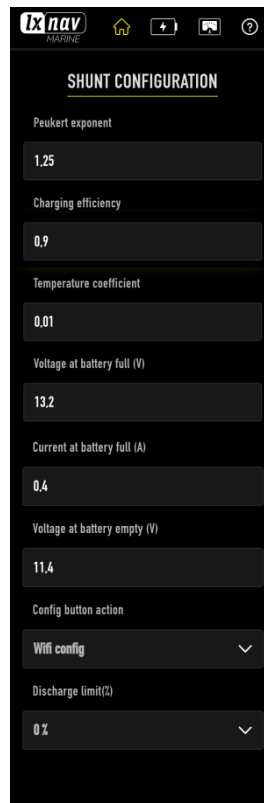 lx nav
MARINE
SHUNT CONFIGURATION
Peukert exponent
1,25
Charging efficiency
0,9
Temperature coefficient
0,01
Voltage at battery full (V)
13,2
Current at battery full (A)
0,4
Voltage at battery empty (V)
11,4
Config button action
Wifi config
Discharge limit(%)
0 %